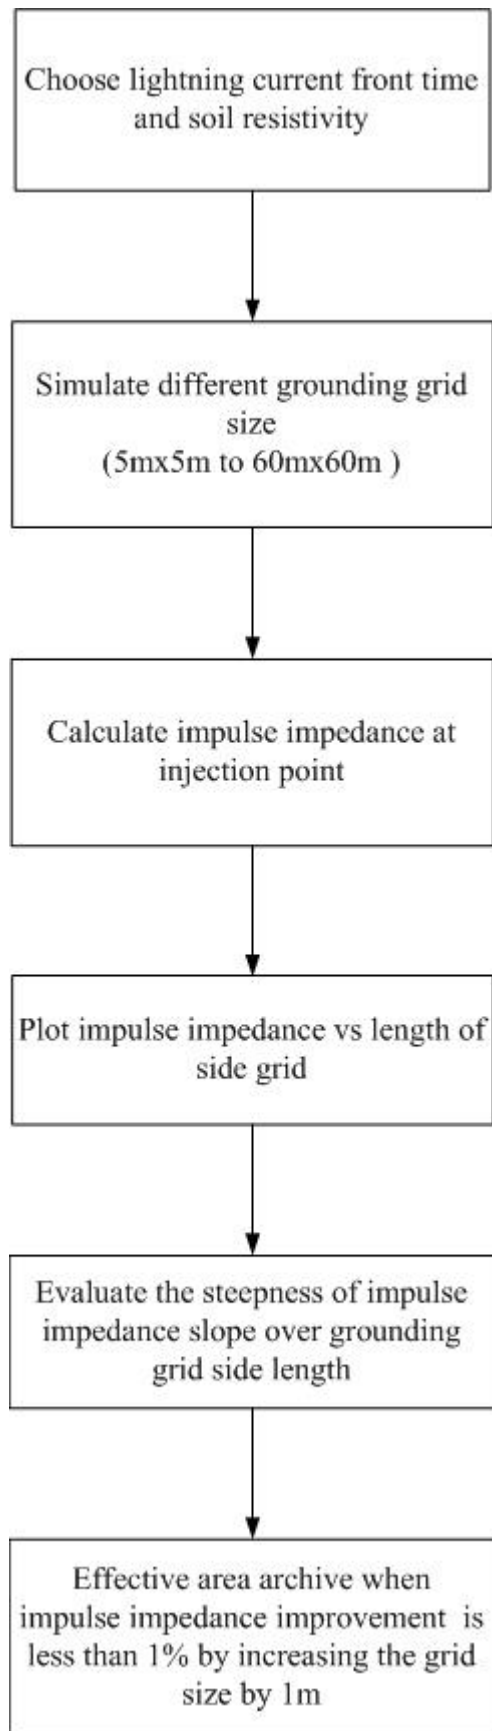 Choose lightning current front time
and soil resistivity
Simulate different grounding grid
size
(5mx5m to 60mx60m )
Calculate impulse impedance at
injection point
Plot impulse impedance vs length of
side grid
Evaluate the steepness of impulse
impedance slope over grounding
grid side length
Effective area archive when
impulse impedance improvement  is
less than 1% by increasing the grid
size by 1m